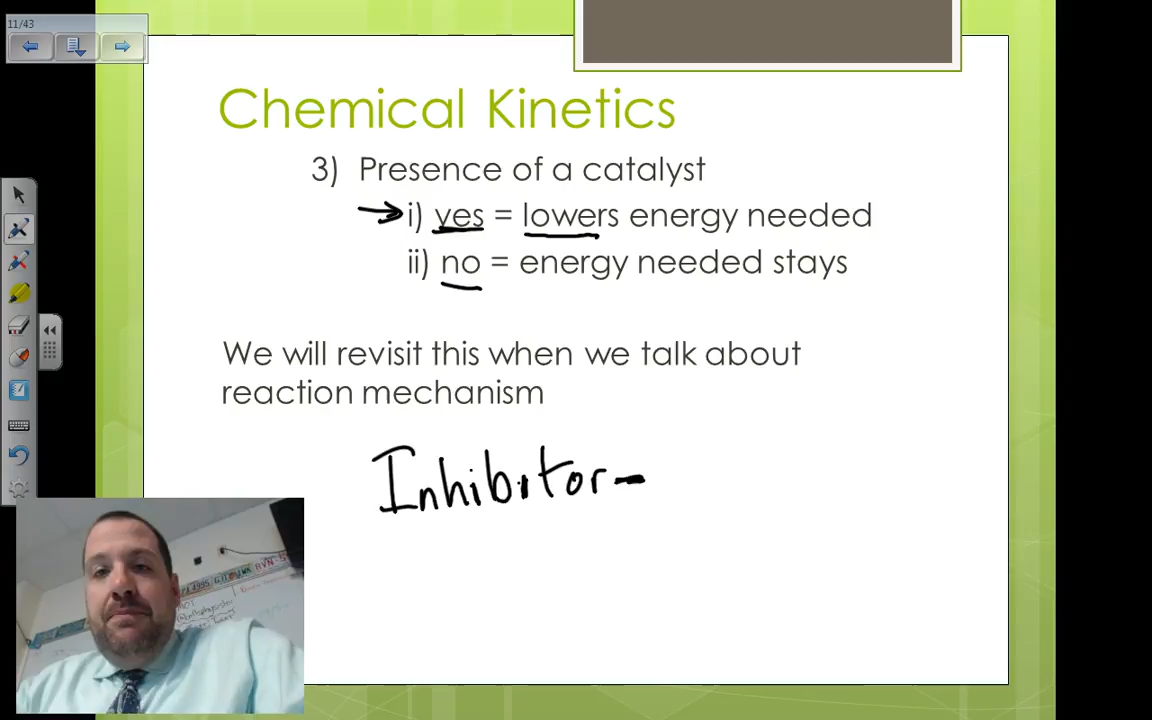 11/43
Chemical Kinetics
3) Presence of a catalyst
i) yes = lowers energy needed
ii) no = energy needed stays
We will revisit this when we talk about
reaction mechanism
Inhibitor-